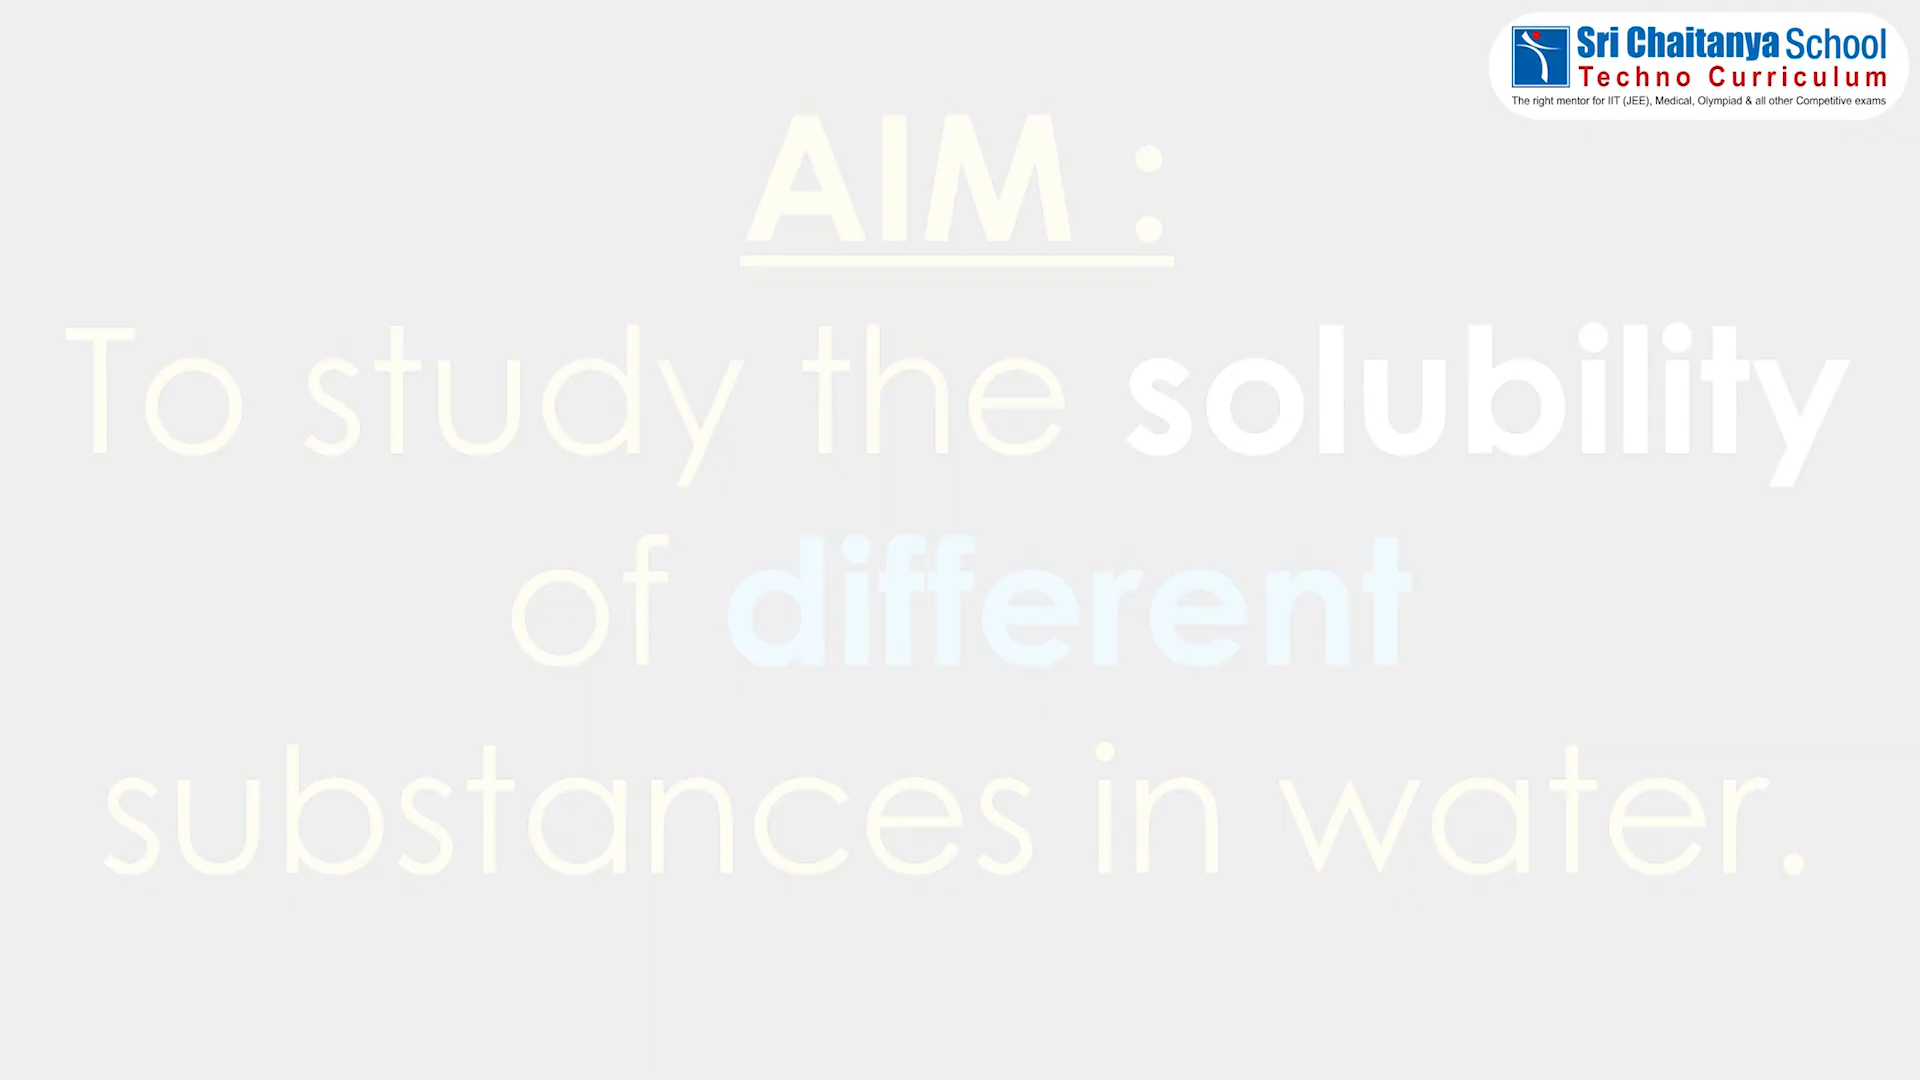 Sri Chaitanya School
Techno Curriculum
The right mentor for IIT (JEE), Medical, Olympiad & all other Competitive exams
AIM :
To study the solubility
of different
substances in water.